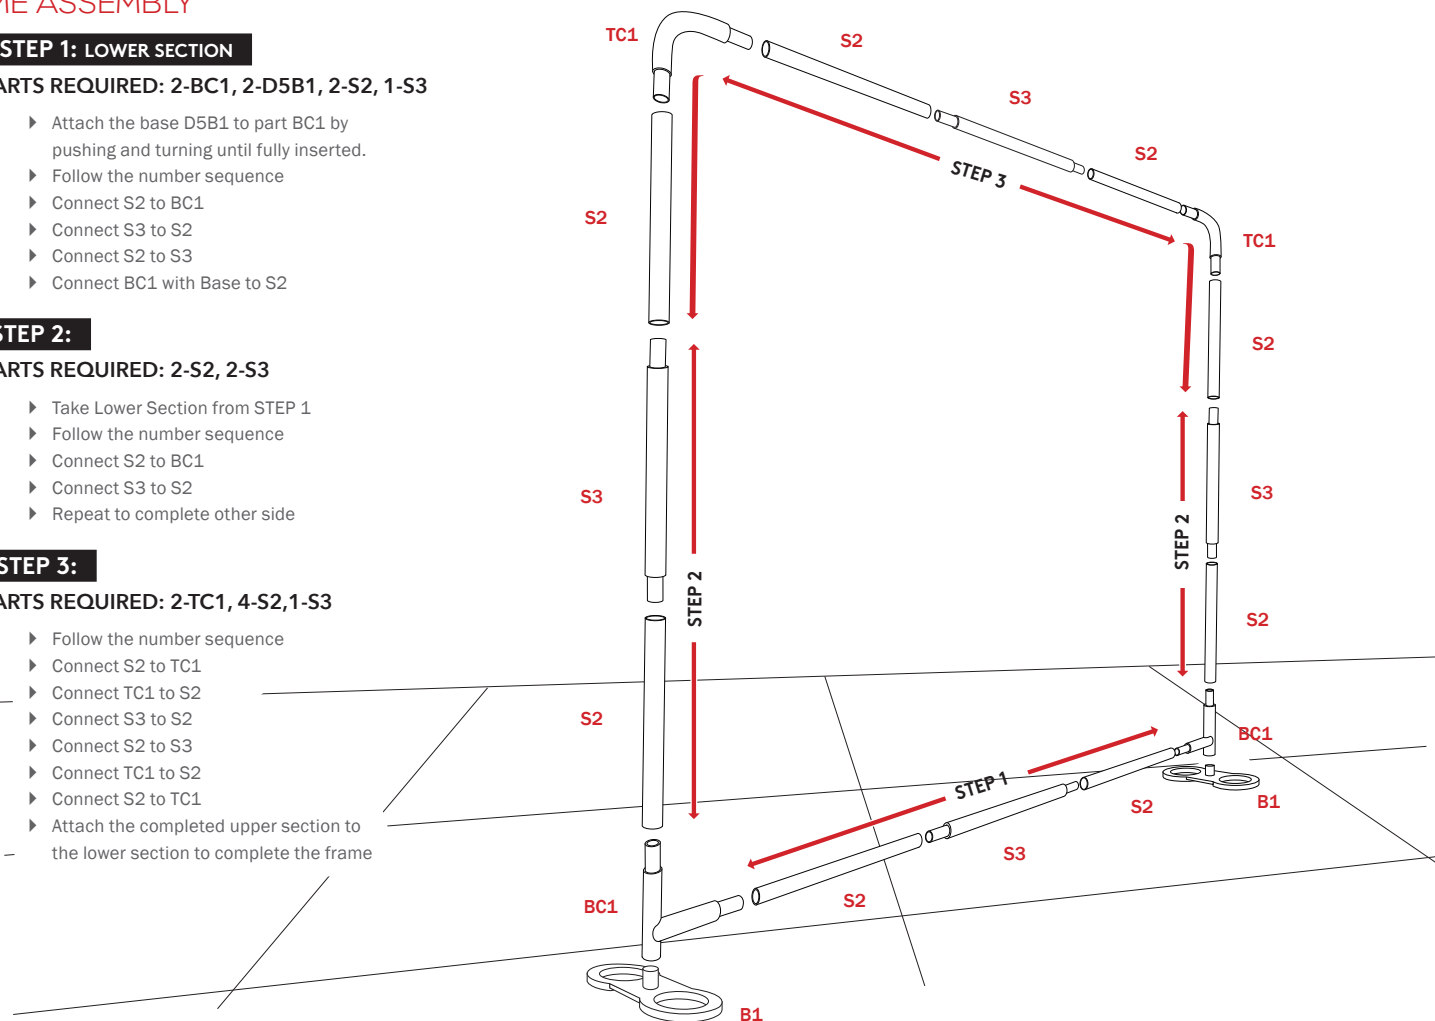 ME ASSEMBLY
STEP 1: LOWER SECTION
ARTS REQUIRED: 2-BC1, 2-D5B1, 2-S2, 1-S3
Attach the base D5B1 to part BC1 by
pushing and turning until fully inserted.
Follow the number sequence
Connect S2 to BC1
Connect S3 to S2
Connect S2 to S3
Connect BC1 with Base to S2
STEP 2:
ARTS REQUIRED: 2-S2, 2-S3
Take Lower Section from STEP 1
Follow the number sequence
Connect S2 to BC1
Connect S3 to S2
Repeat to complete other side
STEP 3:
ARTS REQUIRED: 2-TC1, 4-S2,1-S3
Follow the number sequence
Connect S2 to TC1
Connect TC1 to S2
Connect S3 to S2
Connect S2 to S3
Connect TC1 to S2
Connect S2 to TC1
Attach the completed upper section to
the lower section to complete the frame
TC1
S2
S3
S2
STEP 3
TC1
S2
S2
S3
S3
STEP 2
STEP 2
S2
S2
BC1
STEP 1
B1
S2
S3
S2
BC1
B1